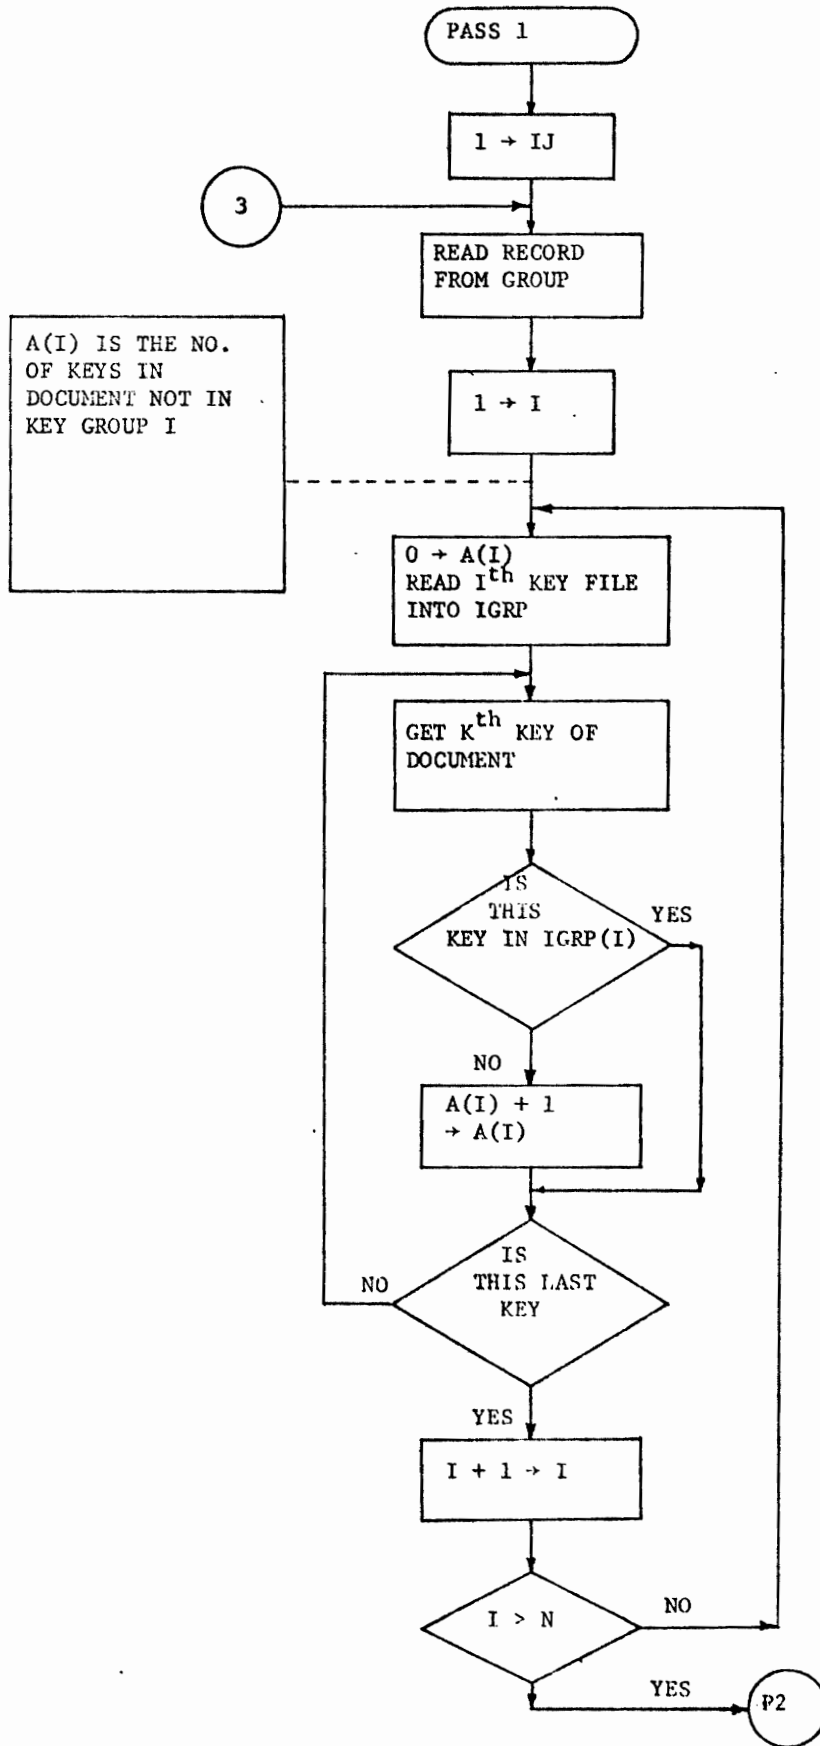 PASS 1
1 → IJ
3
READ RECORD
FROM GROUP
A(I) IS THE NO.
OF KEYS IN
DOCUMENT NOT IN
KEY GROUP I
1 → I
0 → A(I)
READ Ith KEY FILE
INTO IGRP
GET Kth KEY OF
DOCUMENT
IS
THIS
KEY IN IGRP(I)
YES
NO
A(I) + 1
→ A(I)
IS
THIS LAST
KEY
NO
YES
I + 1 → I
I > N
NO
YES
P2